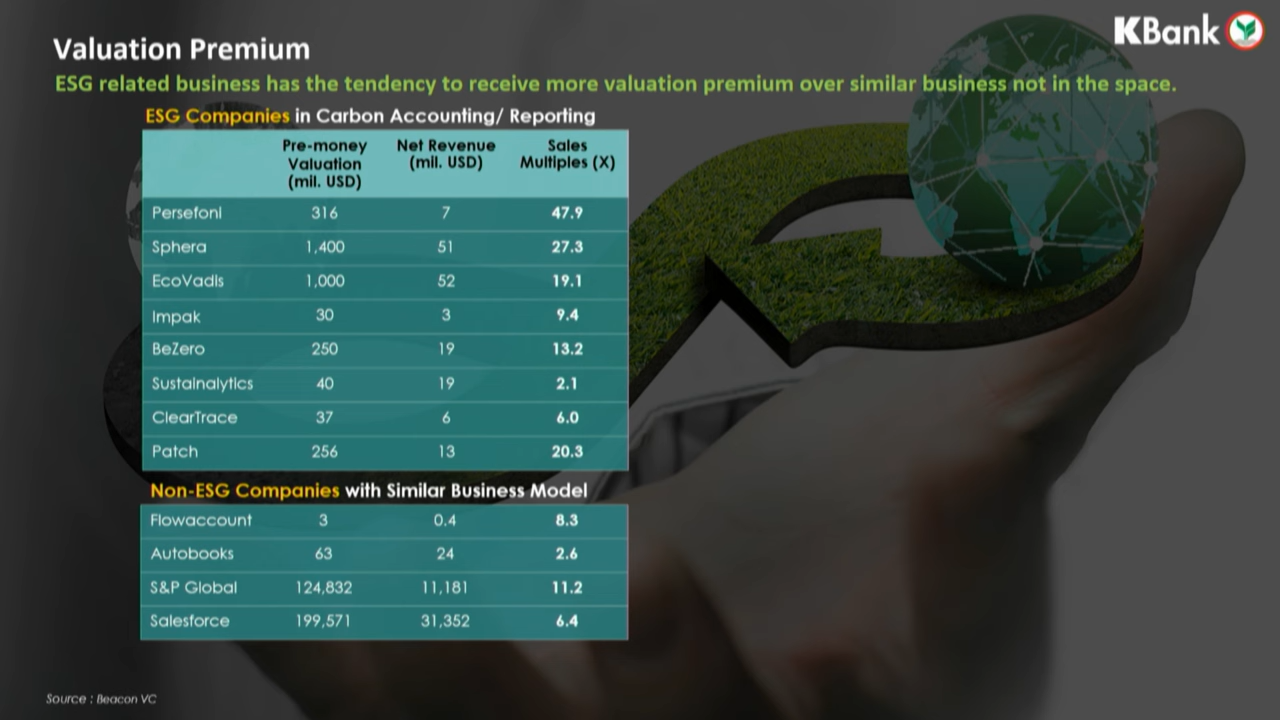 KBank
Valuation Premium
ESG related business has the tendency to receive more valuation premium over similar business not in the space.
ESG Companies in Carbon Accounting/ Reporting
Pre-money Valuation (mil. USD) Net Revenue (mil. USD) Sales Multiples (X)
Persefoni 316 7 47.9
Sphera 1,400 51 27.3
EcoVadis 1,000 52 19.1
Impak 30 3 9.4
BeZero 250 19 13.2
Sustainalytics 40 19 2.1
ClearTrace 37 6 6.0
Patch 256 13 20.3
Non-ESG Companies with Similar Business Model
Flowaccount 3 0.4 8.3
Autobooks 63 24 2.6
S&P Global 124,832 11,181 11.2
Salesforce 199,571 31,352 6.4
Source : Beacon VC